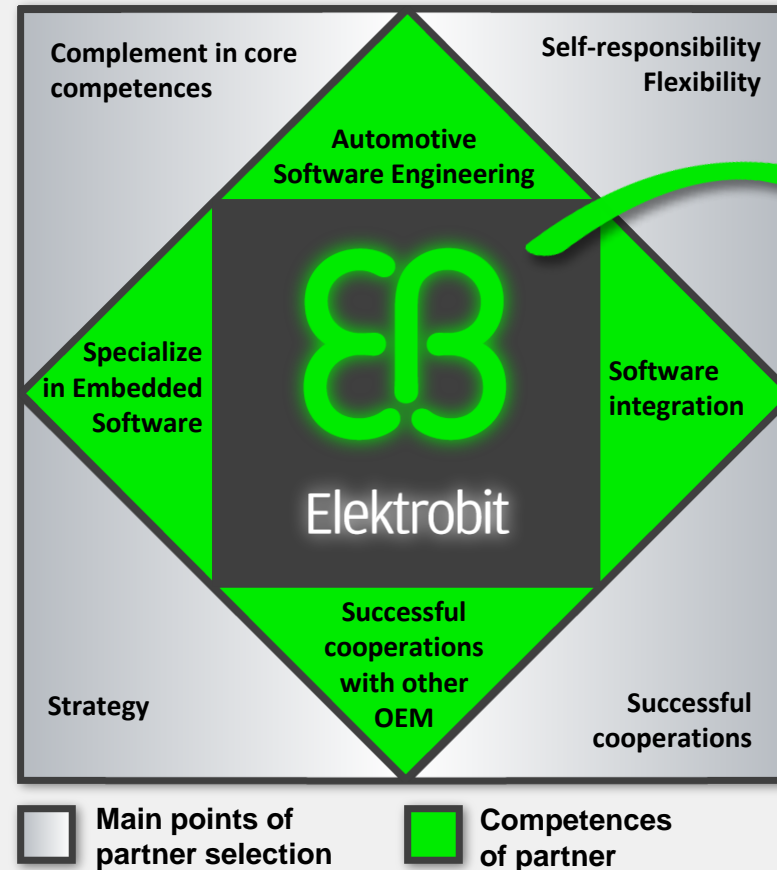 Complement in core
competences
Self-responsibility
Flexibility
Automotive
Software Engineering
Specialize
in Embedded
Software
EB
Elektrobit
Software
integration
Successful
cooperations
with other
OEM
Strategy
Successful
cooperations
Main points of
partner selection
Competences
of partner